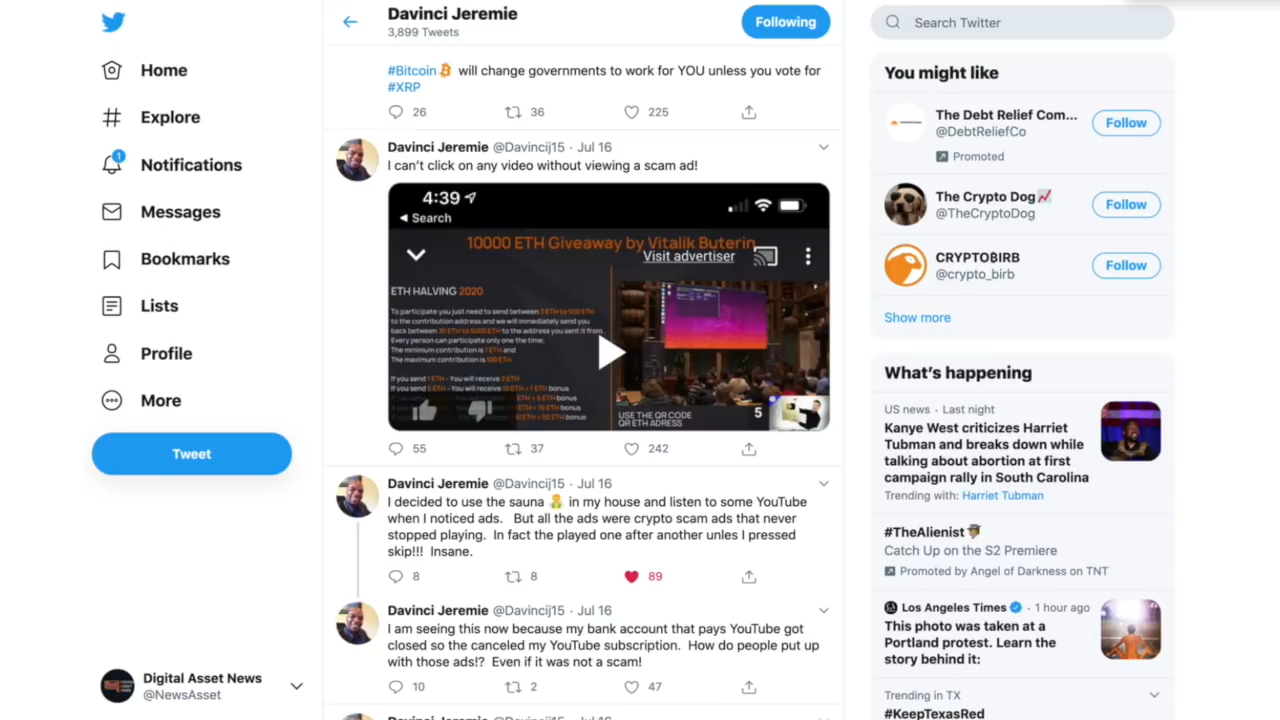 Home
Explore
1
Notifications
Messages
Bookmarks
Lists
Profile
More
Tweet
Digital Asset News
@NewsAsset
Davinci Jeremie
3,899 Tweets
Following
#Bitcoin will change governments to work for YOU unless you vote for
#XRP
26 36 225
Davinci Jeremie @Davincij15 · Jul 16
I can't click on any video without viewing a scam ad!
4:39
Search
10000 ETH Giveaway by Vitalik Buterin
Visit advertiser
ETH HALVING 2020
To participate you just need to send between 3 ETH to 500 ETH
to the contribution address and we will immediately send you
back between 30 ETH to 5000 ETH to the address you sent it from.
Every person can participate only one the time;
The minimum contribution is 1 ETH and
The maximum contribution is 100 ETH
If you send 1 ETH - You will receive 2 ETH
If you send 5 ETH - You will receive 10 ETH + 1 ETH bonus
ETH + 5 ETH bonus
ETH + 15 ETH bonus
ETH + 50 ETH bonus
USE THE QR CODE
QR ETH ADRESS
5
55 37 242
Davinci Jeremie @Davincij15 · Jul 16
I decided to use the sauna in my house and listen to some YouTube
when I noticed ads. But all the ads were crypto scam ads that never
stopped playing. In fact the played one after another unles I pressed
skip!!! Insane.
8 8 89
Davinci Jeremie @Davincij15 · Jul 16
I am seeing this now because my bank account that pays YouTube got
closed so the canceled my YouTube subscription. How do people put up
with those ads!? Even if it was not a scam!
10 2 47
Davinci Jeremie @Davincij15 · Jul 16
Search Twitter
You might like
The Debt Relief Com...
@DebtReliefCo
Promoted
Follow
The Crypto Dog
@TheCryptoDog
Follow
CRYPTO₿IRB
@crypto_birb
Follow
Show more
What's happening
US news · Last night
Kanye West criticizes Harriet
Tubman and breaks down while
talking about abortion at first
campaign rally in South Carolina
Trending with: Harriet Tubman
#TheAlienist
Catch Up on the S2 Premiere
Promoted by Angel of Darkness on TNT
Los Angeles Times · 1 hour ago
This photo was taken at a
Portland protest. Learn the
story behind it:
Trending in TX
#KeepTexasRed